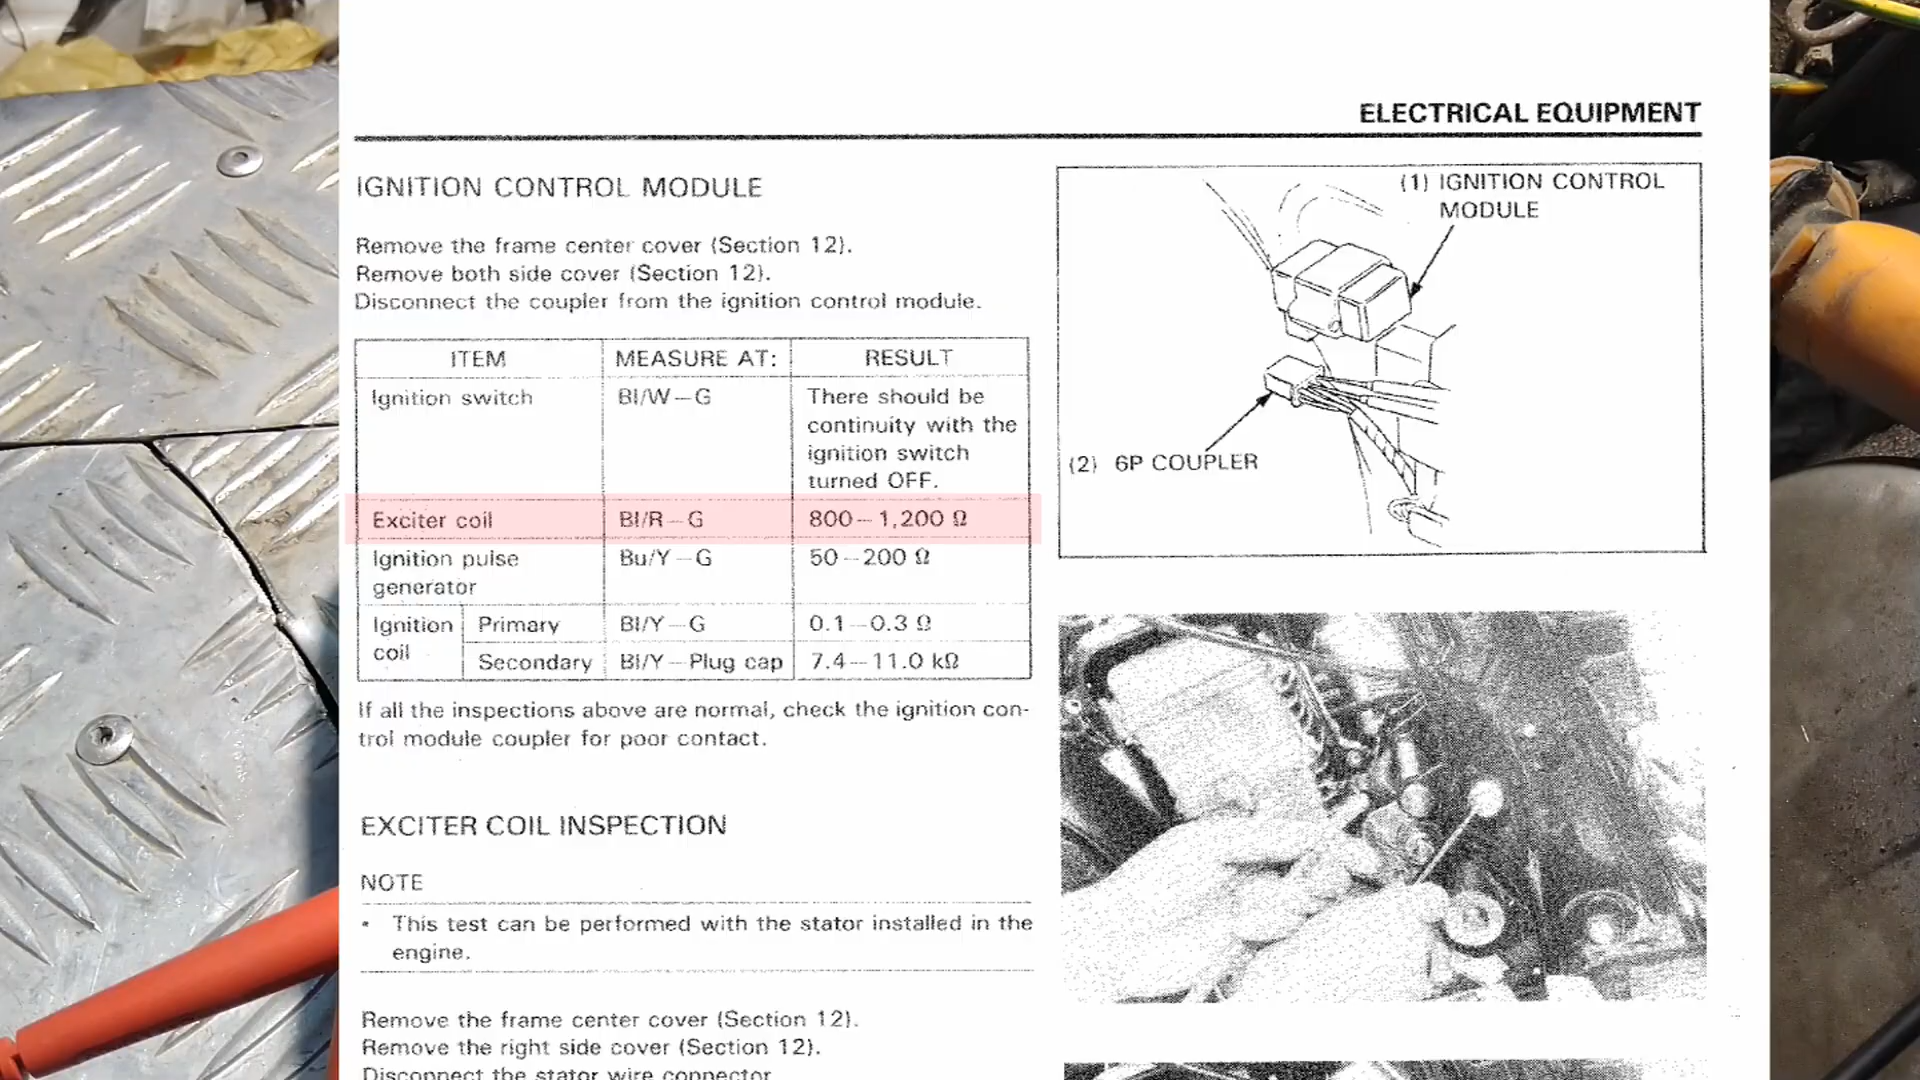 ELECTRICAL EQUIPMENT
IGNITION CONTROL MODULE
Remove the frame center cover (Section 12).
Remove both side cover (Section 12).
Disconnect the coupler from the ignition control module.
ITEM MEASURE AT: RESULT
Ignition switch Bl/W–G There should be
continuity with the
ignition switch
turned OFF.
Exciter coil Bl/R–G 800–1,200 Ω
Ignition pulse Bu/Y–G 50–200 Ω
generator
Ignition Primary Bl/Y–G 0.1–0.3 Ω
coil
Secondary Bl/Y–Plug cap 7.4–11.0 kΩ
If all the inspections above are normal, check the ignition con-
trol module coupler for poor contact.
EXCITER COIL INSPECTION
NOTE
• This test can be performed with the stator installed in the
engine.
Remove the frame center cover (Section 12).
Remove the right side cover (Section 12).
Disconnect the stator wire connector
(1) IGNITION CONTROL
MODULE
(2) 6P COUPLER